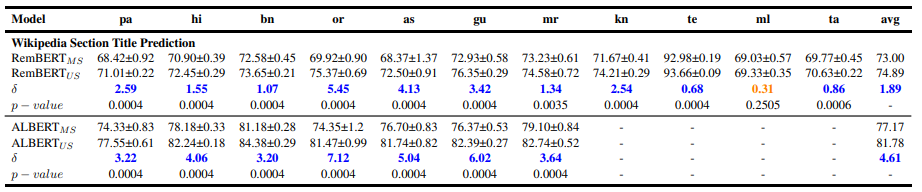 Model pa hi bn or as gu mr kn te ml ta avg
Wikipedia Section Title Prediction
RemBERT_MS 68.42±0.92 70.90±0.39 72.58±0.45 69.92±0.90 68.37±1.37 72.93±0.58 73.23±0.61 71.67±0.41 92.98±0.19 69.03±0.57 69.77±0.45 73.00
RemBERT_US 71.01±0.22 72.45±0.29 73.65±0.21 75.37±0.69 72.50±0.91 76.35±0.29 74.58±0.72 74.21±0.29 93.66±0.09 69.33±0.35 70.63±0.22 74.89
δ 2.59 1.55 1.07 5.45 4.13 3.42 1.34 2.54 0.68 0.31 0.86 1.89
p − value 0.0004 0.0004 0.0004 0.0004 0.0004 0.0004 0.0035 0.0004 0.0004 0.2505 0.0006 -
ALBERT_MS 74.33±0.83 78.18±0.33 81.18±0.28 74.35±1.2 76.70±0.83 76.37±0.53 79.10±0.84 - - - - 77.17
ALBERT_US 77.55±0.61 82.24±0.18 84.38±0.29 81.47±0.99 81.74±0.82 82.39±0.27 82.74±0.52 - - - - 81.78
δ 3.22 4.06 3.20 7.12 5.04 6.02 3.64 - - - - 4.61
p − value 0.0004 0.0004 0.0004 0.0004 0.0004 0.0004 0.0004 - - - - -